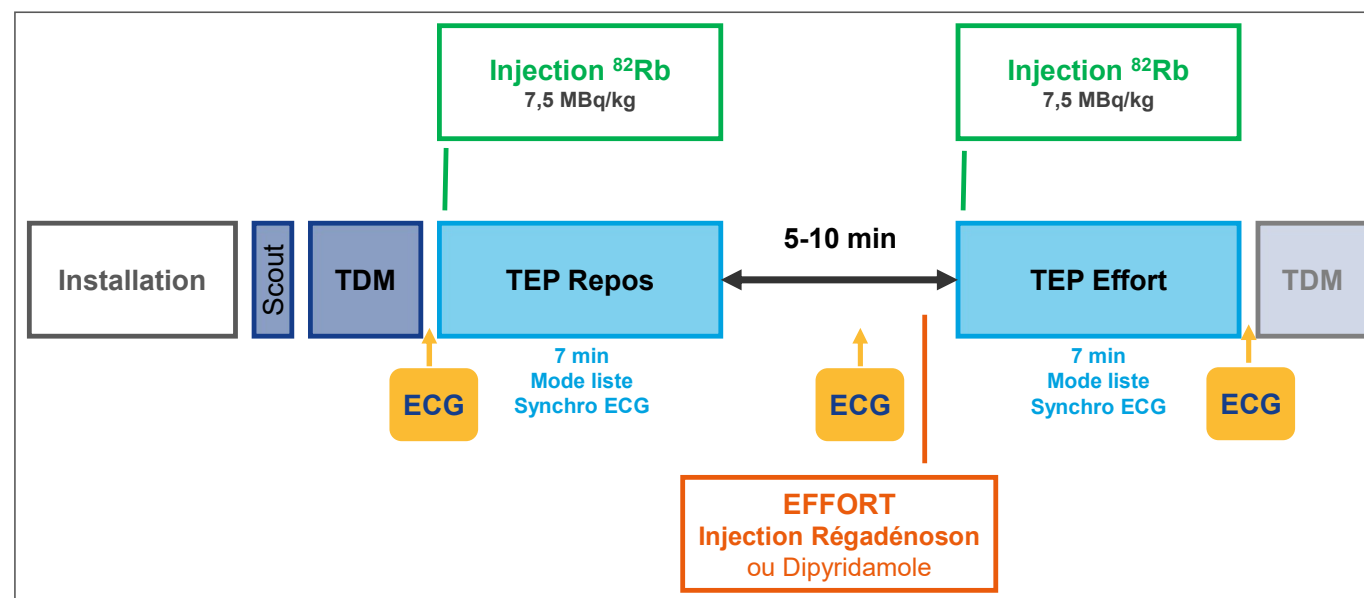 Injection ⁸²Rb
7,5 MBq/kg
Injection ⁸²Rb
7,5 MBq/kg
Installation
Scout
TDM
TEP Repos
5-10 min
TEP Effort
TDM
7 min
Mode liste
Synchro ECG
7 min
Mode liste
Synchro ECG
ECG
ECG
ECG
EFFORT
Injection Régadénoson
ou Dipyridamole